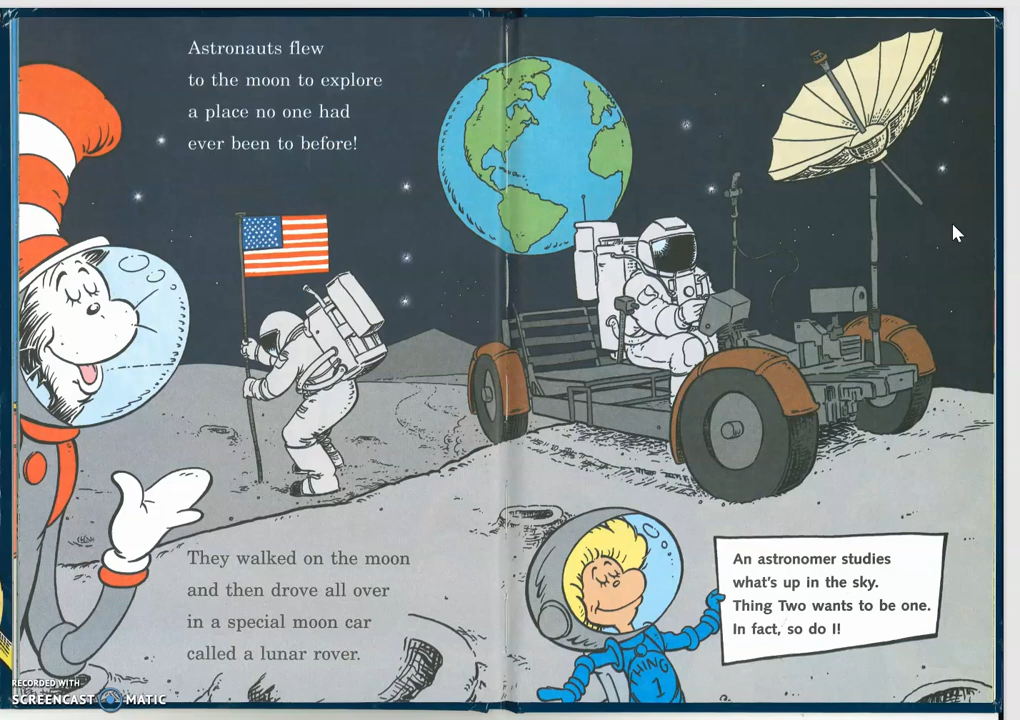 Astronauts flew
to the moon to explore
a place no one had
ever been to before!
They walked on the moon
and then drove all over
in a special moon car
called a lunar rover.
An astronomer studies
what's up in the sky.
Thing Two wants to be one.
In fact, so do I!
THING
1
RECORDED WITH
SCREENCAST MATIC